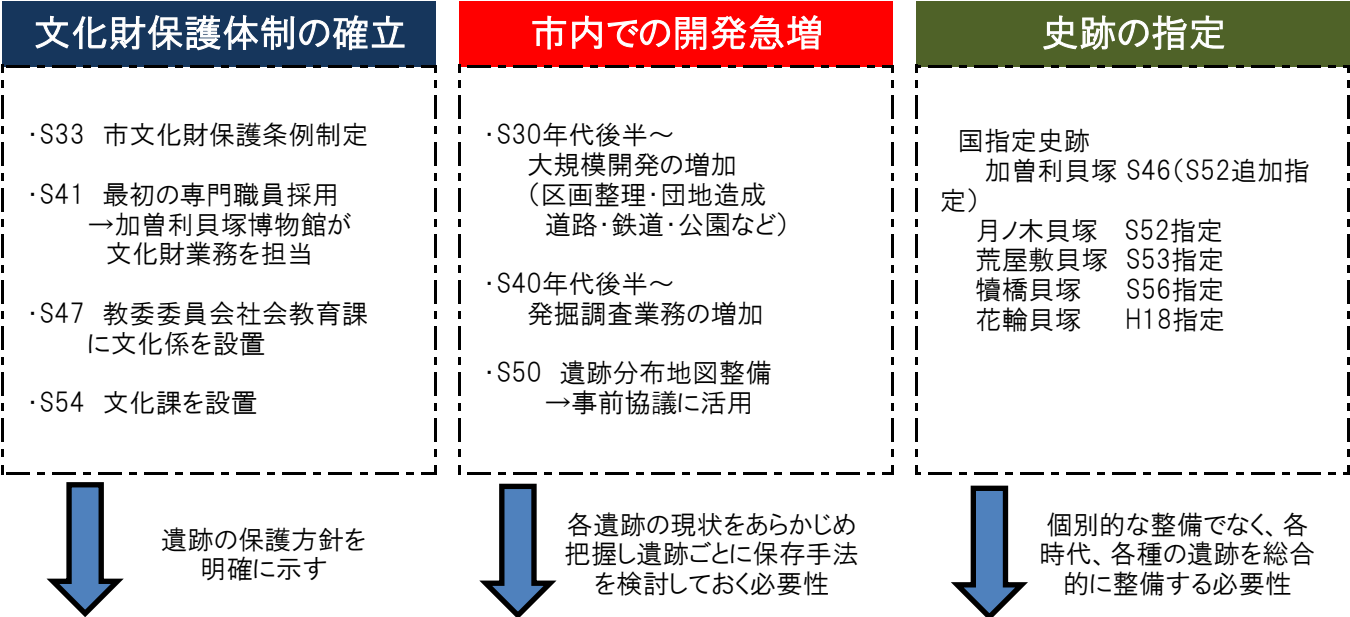 文化財保護体制の確立
・S33 市文化財保護条例制定
・S41 最初の専門職員採用
→加曽利貝塚博物館が
文化財業務を担当
・S47 教委委員会社会教育課
に文化係を設置
・S54 文化課を設置
遺跡の保護方針を
明確に示す
市内での開発急増
・S30年代後半～
大規模開発の増加
（区画整理・団地造成
道路・鉄道・公園など）
・S40年代後半～
発掘調査業務の増加
・S50 遺跡分布地図整備
→事前協議に活用
各遺跡の現状をあらかじめ
把握し遺跡ごとに保存手法
を検討しておく必要性
史跡の指定
国指定史跡
加曽利貝塚 S46（S52追加指
定）
月ノ木貝塚 S52指定
荒屋敷貝塚 S53指定
犢橋貝塚 S56指定
花輪貝塚 H18指定
個別的な整備でなく、各
時代、各種の遺跡を総合
的に整備する必要性